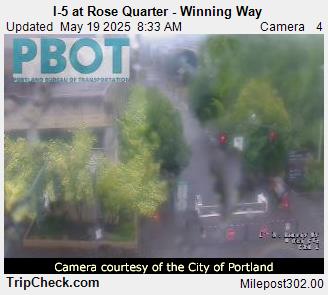 I-5 at Rose Quarter - Winning Way
Updated May 19 2025 8:33 AM Camera 4
PBOT
PORTLAND BUREAU OF TRANSPORTATION
Camera courtesy of the City of Portland
TripCheck.com Milepost302.00